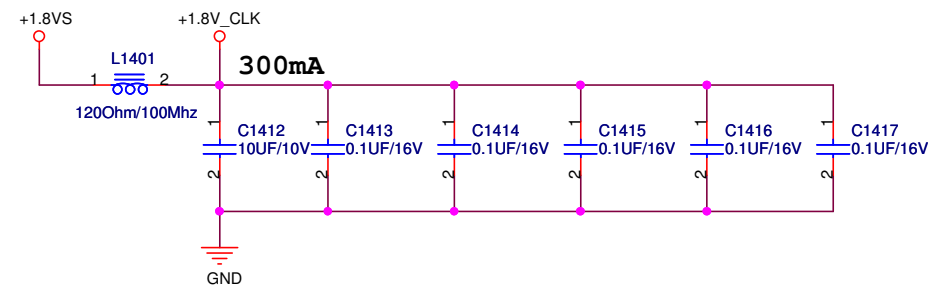 +1.8VS +1.8V_CLK
L1401 300mA
1 2
120Ohm/100Mhz
1 1 1 1 1 1
C1412 C1413 C1414 C1415 C1416 C1417
10UF/10V 0.1UF/16V 0.1UF/16V 0.1UF/16V 0.1UF/16V 0.1UF/16V
2 2 2 2 2 2
GND